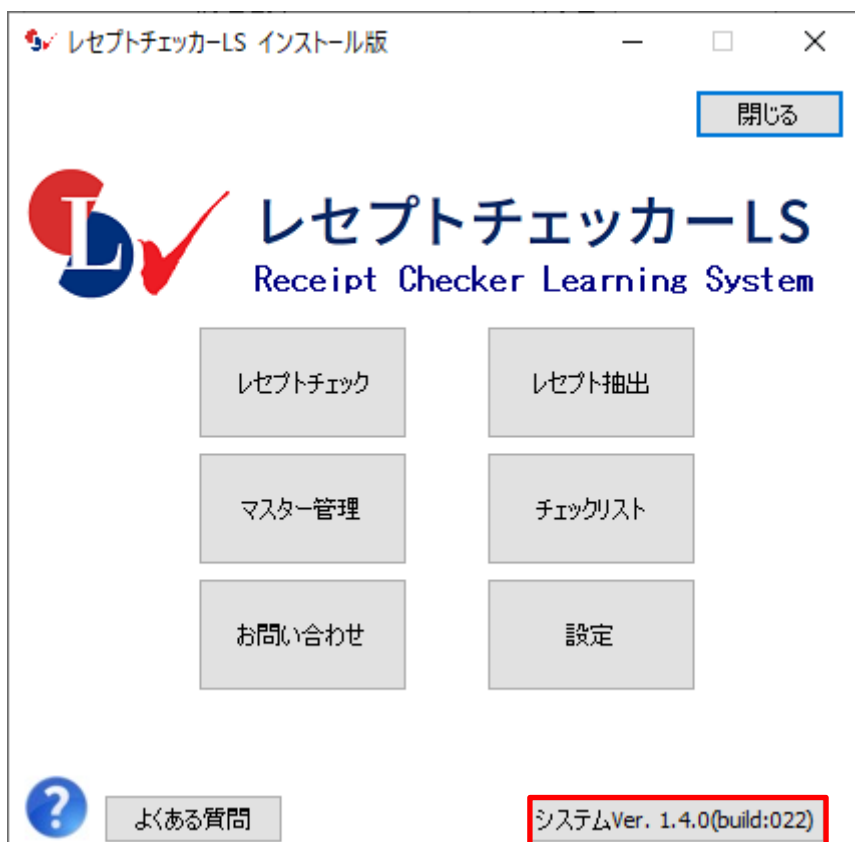 レセプトチェッカーLS インストール版
閉じる
L
レセプトチェッカーLS
Receipt Checker Learning System
レセプトチェック
レセプト抽出
マスター管理
チェックリスト
お問い合わせ
設定
?
よくある質問
システムVer. 1.4.0(build:022)